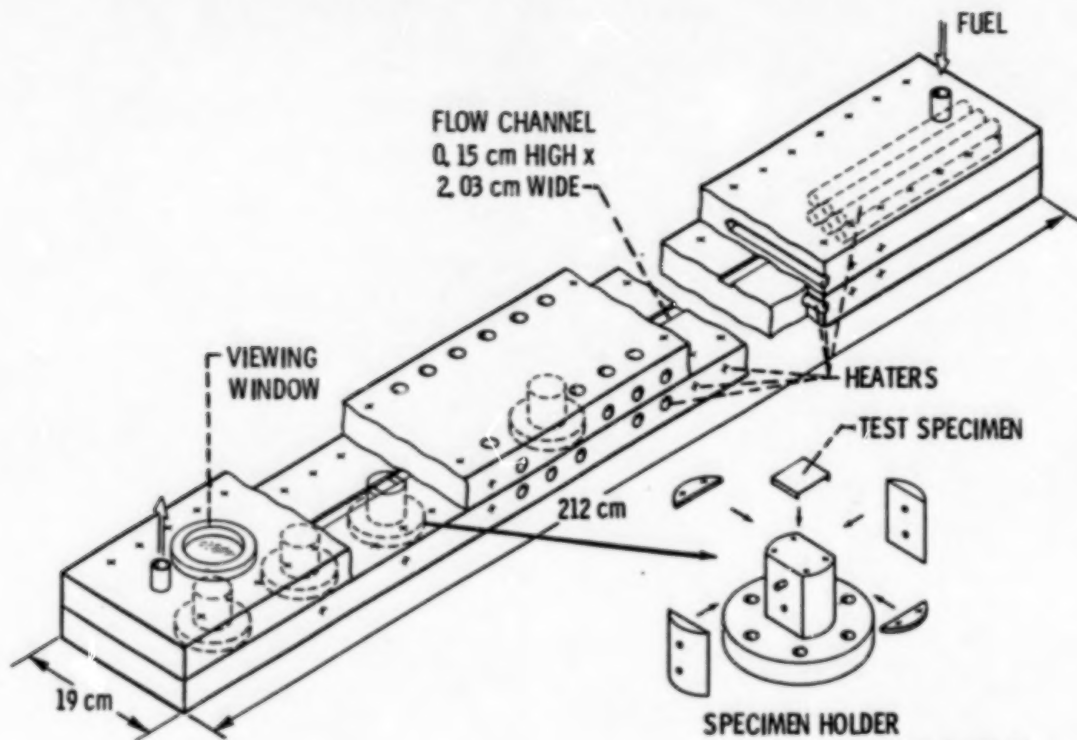 FUEL
FLOW CHANNEL
0.15 cm HIGH x
2.03 cm WIDE
VIEWING
WINDOW
HEATERS
TEST SPECIMEN
212 cm
19 cm
SPECIMEN HOLDER